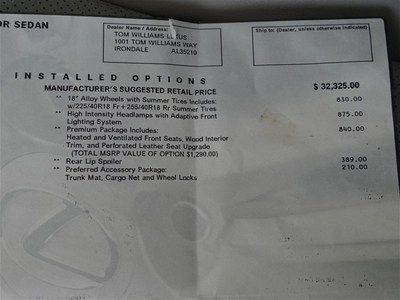 OR SEDAN
Dealer Name / Address:
TOM WILLIAMS LEXUS
1001 TOM WILLIAMS WAY
IRONDALE AL35210
Ship to: (Dealer, unless otherwise indicated)
INSTALLED OPTIONS
MANUFACTURER'S SUGGESTED RETAIL PRICE $ 32,325.00
** 18" Alloy Wheels with Summer Tires Includes: 830.00
w/225/40R18 Fr + 255/40R18 Rr Summer Tires
** High Intensity Headlamps with Adaptive Front 875.00
Lighting System
** Premium Package Includes: 840.00
Heated and Ventilated Front Seats, Wood Interior
Trim, and Perforated Leather Seat Upgrade
(TOTAL MSRP VALUE OF OPTION $1,290.00)
** Rear Lip Spoiler 389.00
** Preferred Accessory Package: 210.00
Trunk Mat, Cargo Net and Wheel Locks